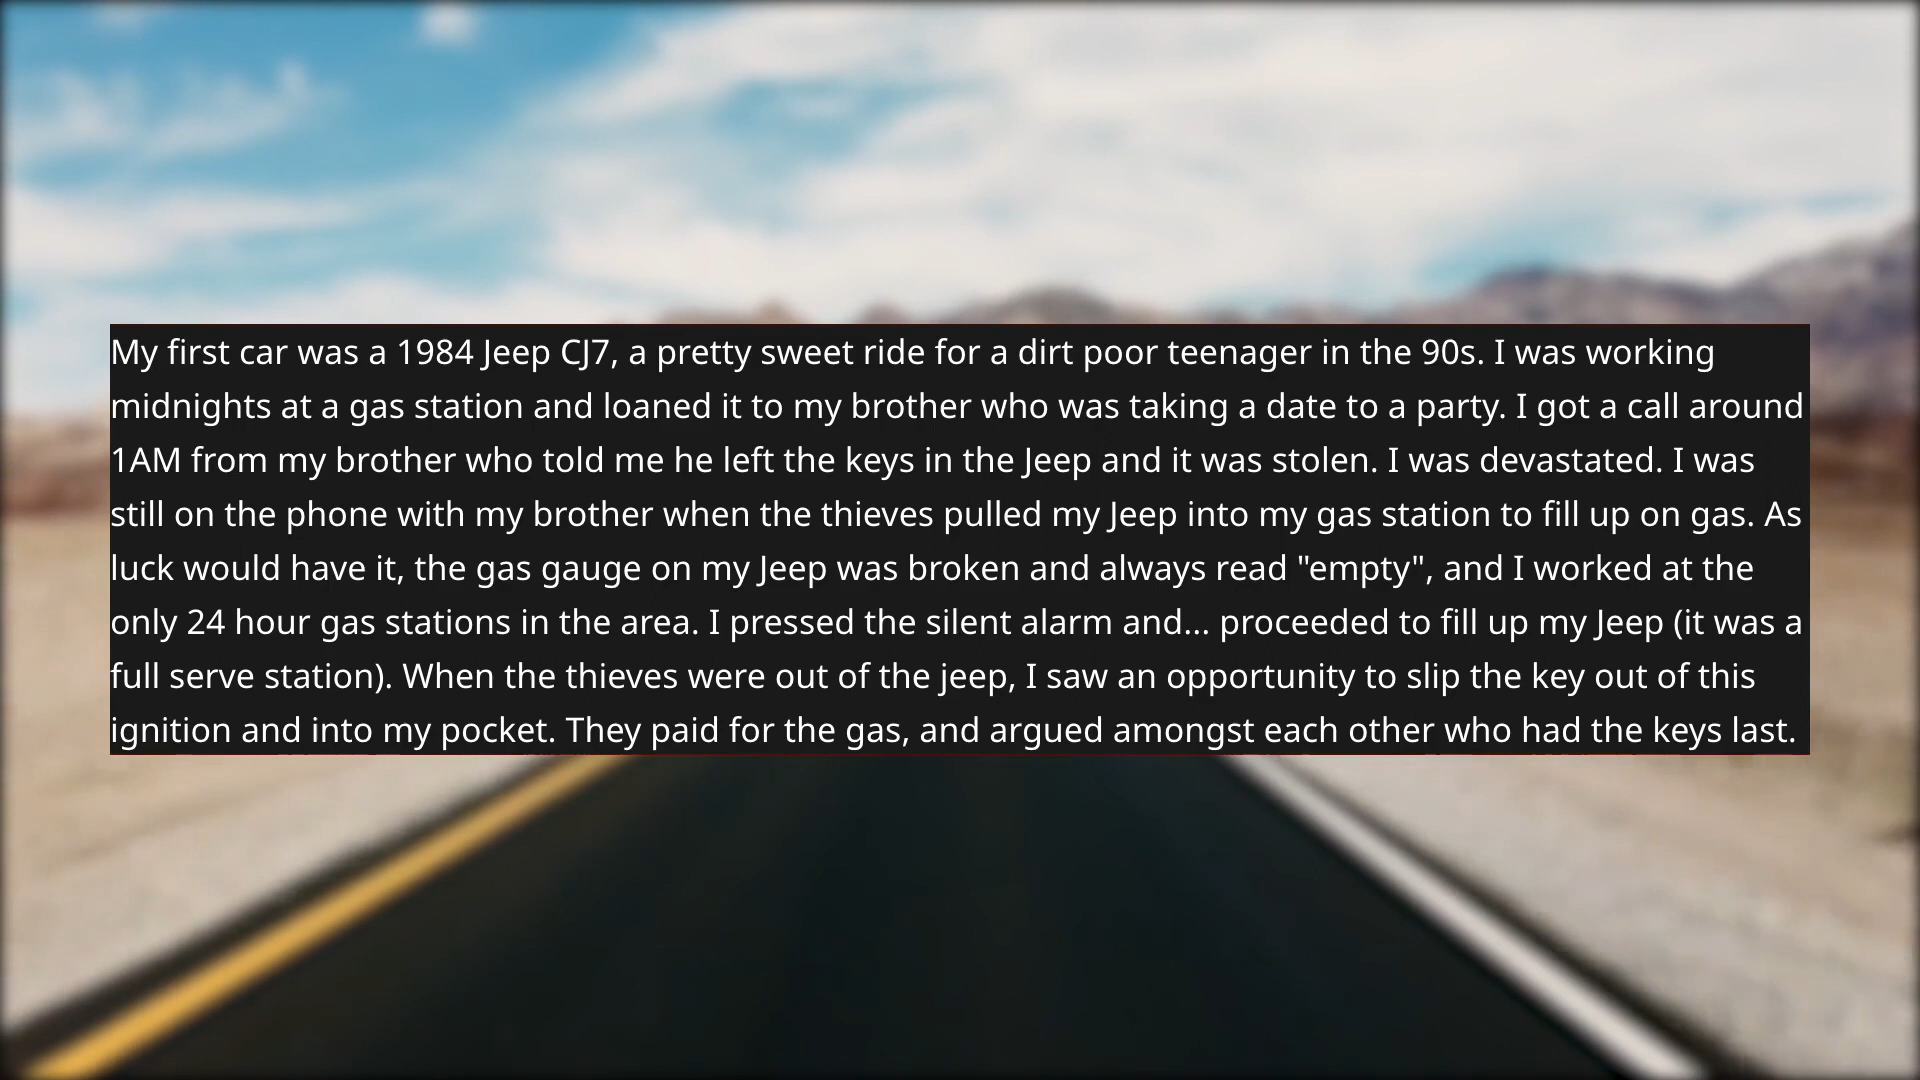 My first car was a 1984 Jeep CJ7, a pretty sweet ride for a dirt poor teenager in the 90s. I was working
midnights at a gas station and loaned it to my brother who was taking a date to a party. I got a call around
1AM from my brother who told me he left the keys in the Jeep and it was stolen. I was devastated. I was
still on the phone with my brother when the thieves pulled my Jeep into my gas station to fill up on gas. As
luck would have it, the gas gauge on my Jeep was broken and always read "empty", and I worked at the
only 24 hour gas stations in the area. I pressed the silent alarm and... proceeded to fill up my Jeep (it was a
full serve station). When the thieves were out of the jeep, I saw an opportunity to slip the key out of this
ignition and into my pocket. They paid for the gas, and argued amongst each other who had the keys last.